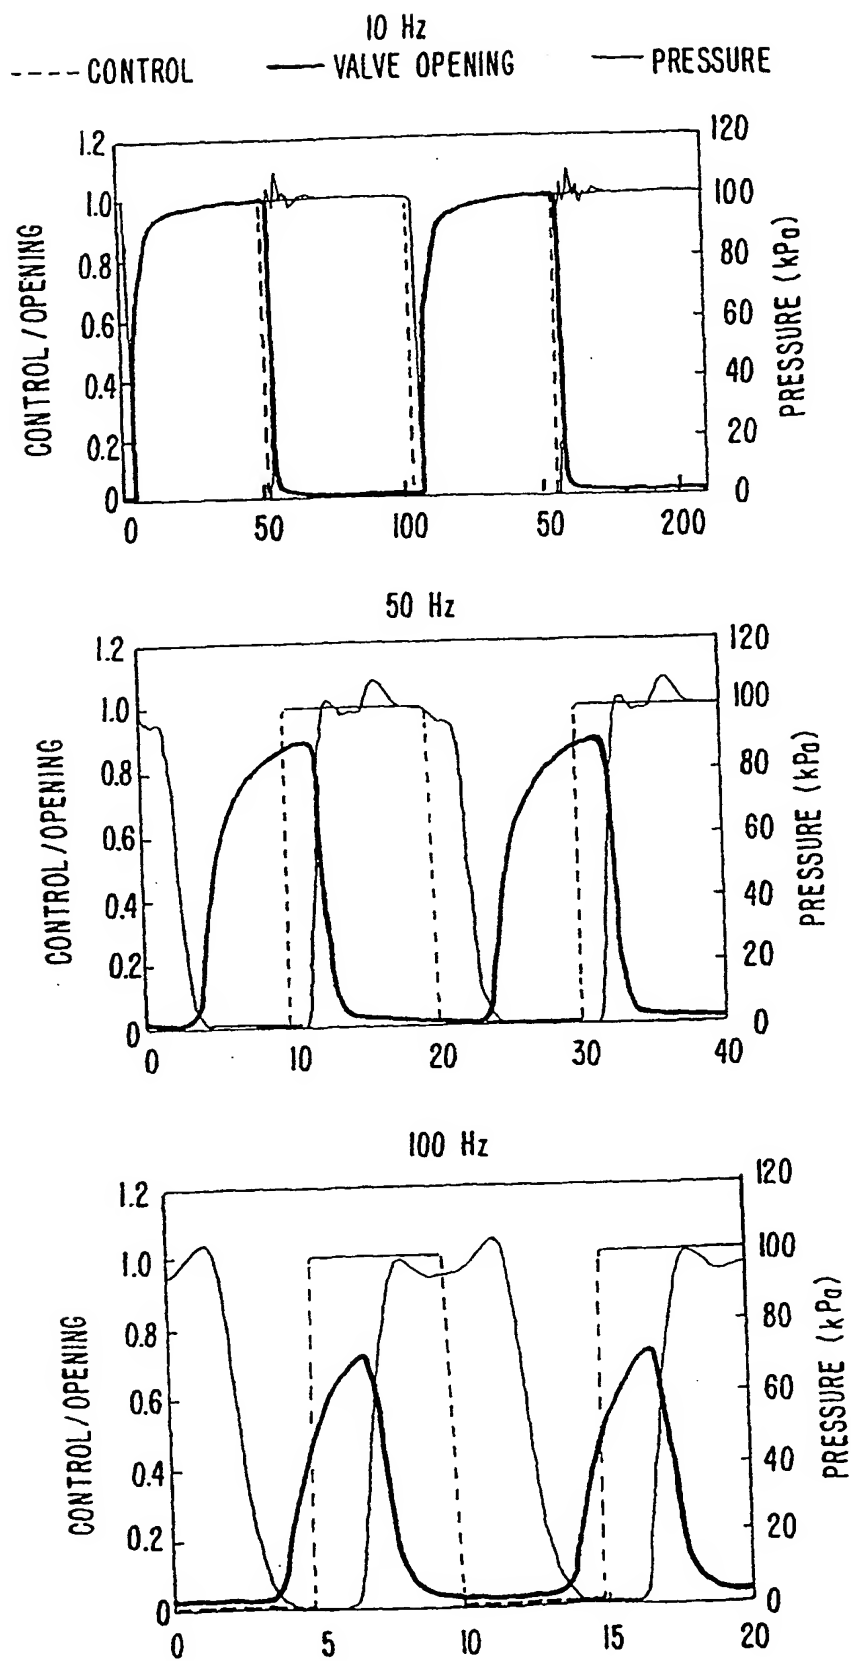 10 Hz
---- CONTROL — VALVE OPENING — PRESSURE
1.2 120
1.0 100
0.8 80
0.6 60
0.4 40
0.2 20
0 0
CONTROL / OPENING
PRESSURE (kPa)
0 50 100 50 200
50 Hz
1.2 120
1.0 100
0.8 80
0.6 60
0.4 40
0.2 20
0 0
CONTROL / OPENING
PRESSURE (kPa)
0 10 20 30 40
100 Hz
1.2 120
1.0 100
0.8 80
0.6 60
0.4 40
0.2 20
0 0
CONTROL / OPENING
PRESSURE (kPa)
0 5 10 15 20